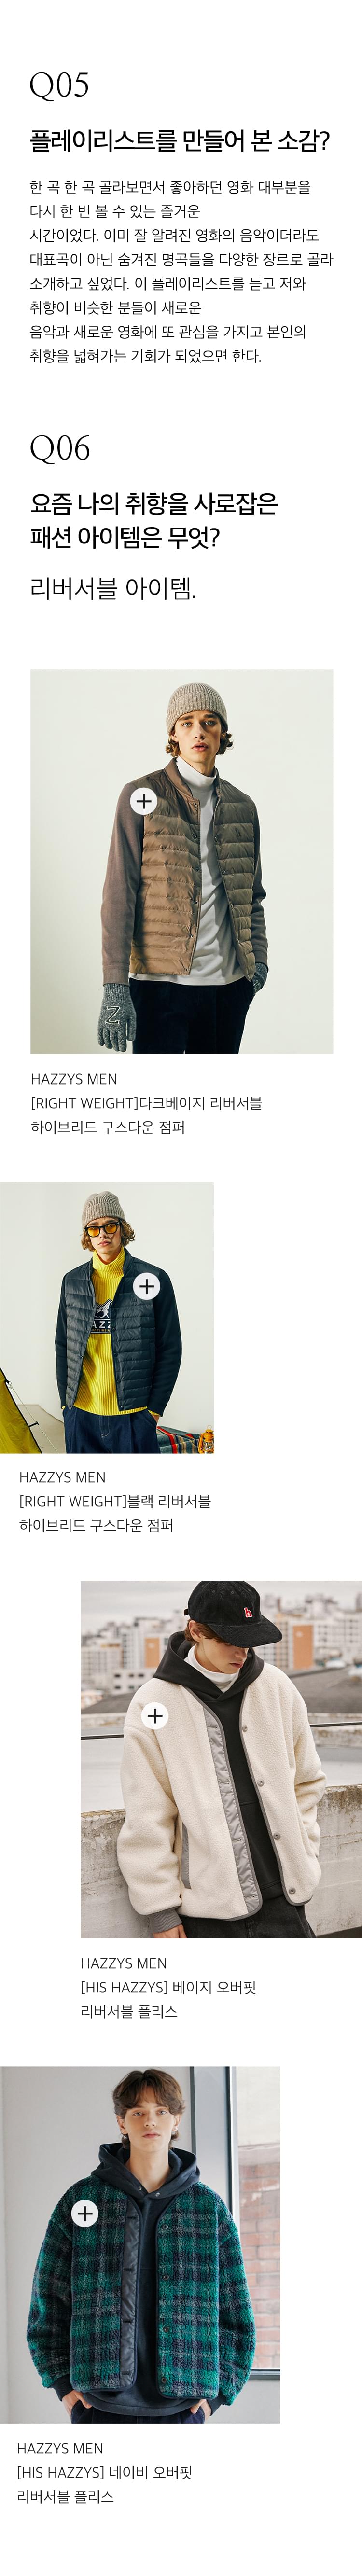 Q05
플레이리스트를 만들어 본 소감?
한 곡 한 곡 골라보면서 좋아하던 영화 대부분을
다시 한 번 볼 수 있는 즐거운
시간이었다. 이미 잘 알려진 영화의 음악이더라도
대표곡이 아닌 숨겨진 명곡들을 다양한 장르로 골라
소개하고 싶었다. 이 플레이리스트를 듣고 저와
취향이 비슷한 분들이 새로운
음악과 새로운 영화에 또 관심을 가지고 본인의
취향을 넓혀가는 기회가 되었으면 한다.
Q06
요즘 나의 취향을 사로잡은
패션 아이템은 무엇?
리버서블 아이템.
Z
HAZZYS MEN
[RIGHT WEIGHT]다크베이지 리버서블
하이브리드 구스다운 점퍼
HAZZYS MEN
[RIGHT WEIGHT]블랙 리버서블
하이브리드 구스다운 점퍼
h
HAZZYS MEN
[HIS HAZZYS] 베이지 오버핏
리버서블 플리스
HAZZYS MEN
[HIS HAZZYS] 네이비 오버핏
리버서블 플리스